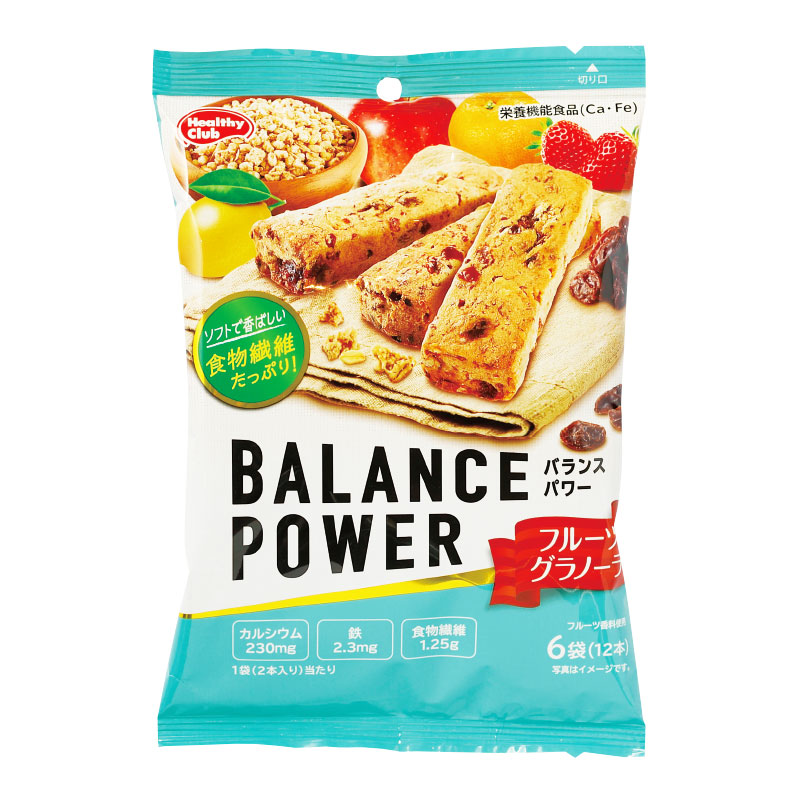 切り口
栄養機能食品(Ca・Fe)
Healthy
Club
ソフトで香ばしい
食物繊維
たっぷり!
BALANCE
POWER
バランス
パワー
フルーツ
グラノーラ
カルシウム
230mg
鉄
2.3mg
食物繊維
1.25g
1袋(2本入り)当たり
フルーツ香料使用
6袋(12本)
写真はイメージです。